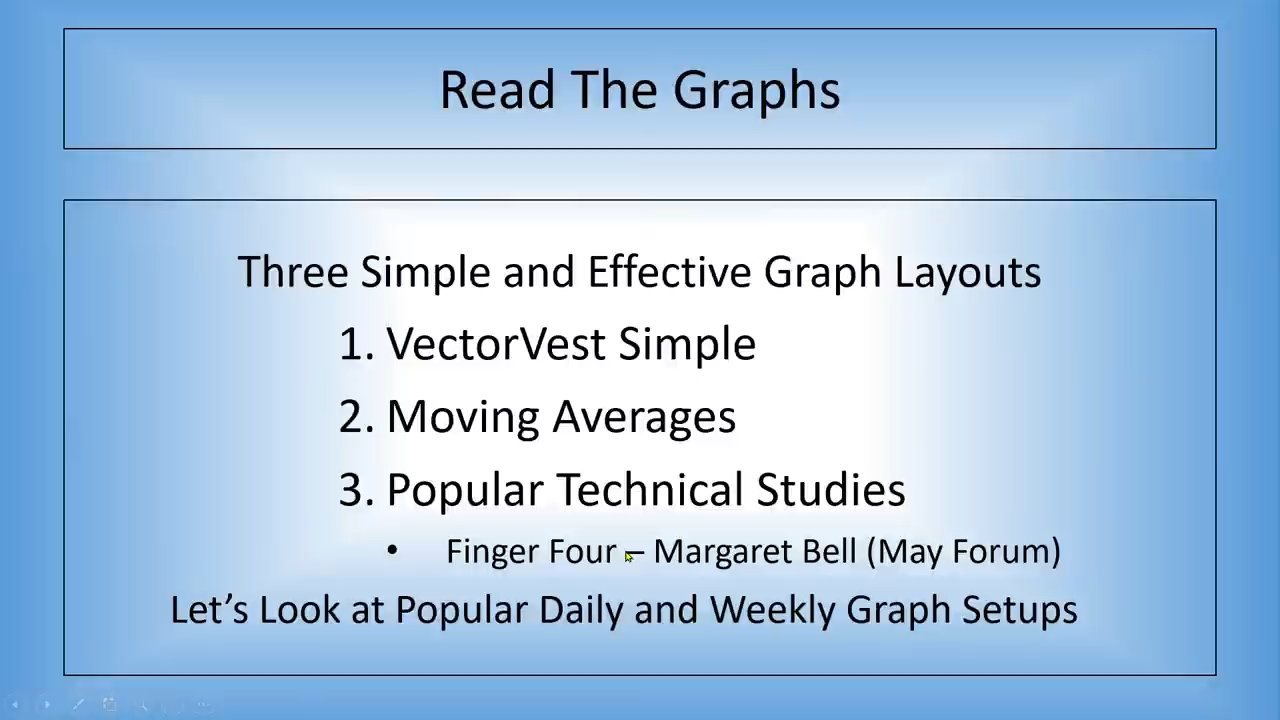 Read The Graphs
Three Simple and Effective Graph Layouts
1. VectorVest Simple
2. Moving Averages
3. Popular Technical Studies
• Finger Four – Margaret Bell (May Forum)
Let’s Look at Popular Daily and Weekly Graph Setups